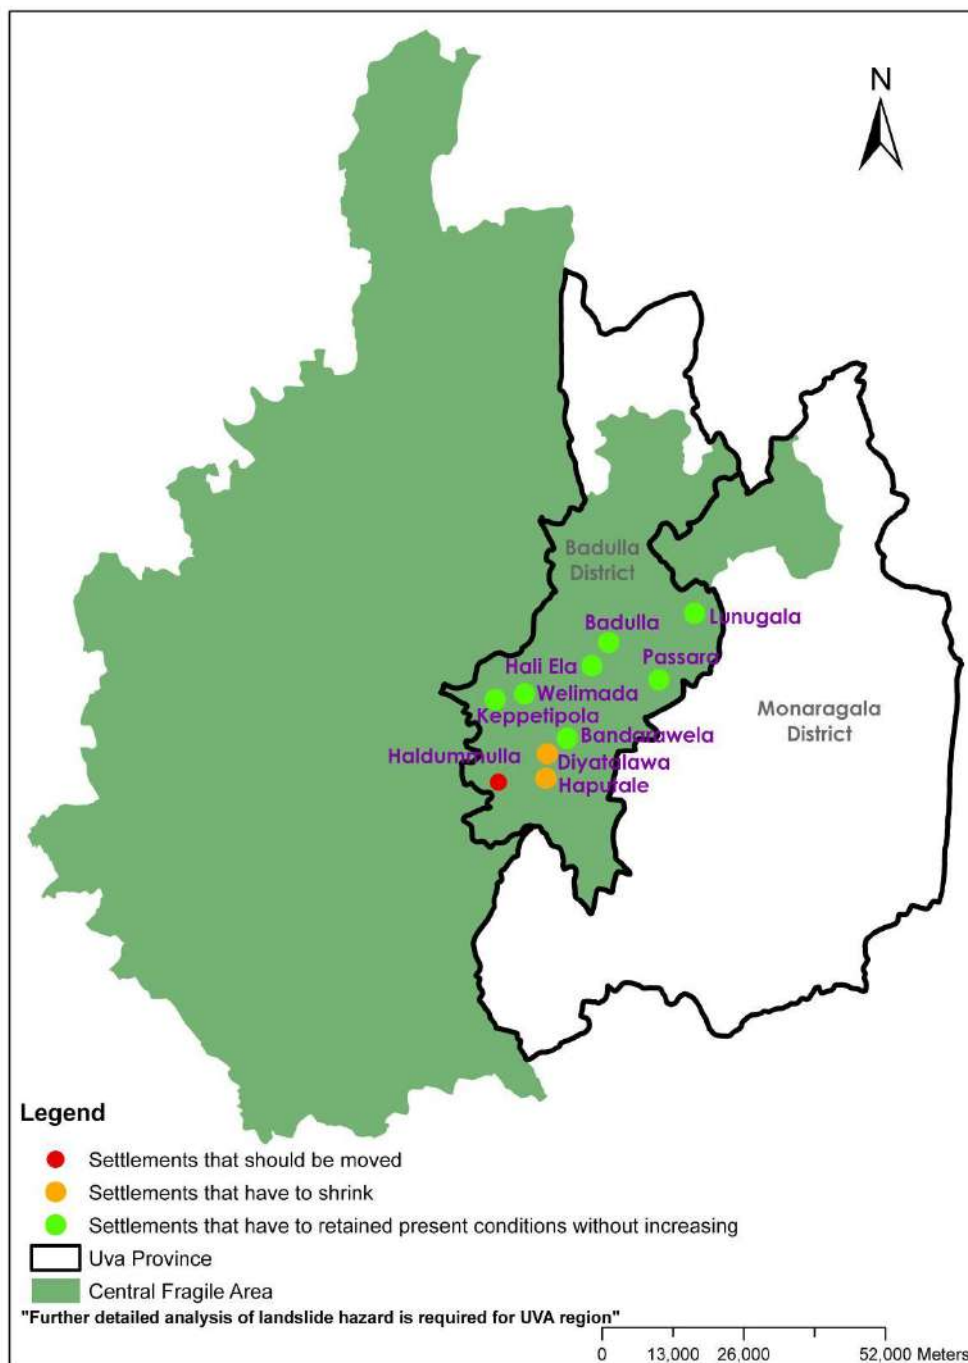 N
Badulla
District
Badulla
Lunugala
Hali Ela
Passara
Welimada
Keppetipola
Monaragala
District
Bandarawela
Haldummulla
Diyatalawa
Haputale
Legend
Settlements that should be moved
Settlements that have to shrink
Settlements that have to retained present conditions without increasing
Uva Province
Central Fragile Area
"Further detailed analysis of landslide hazard is required for UVA region"
0 13,000 26,000 52,000 Meters